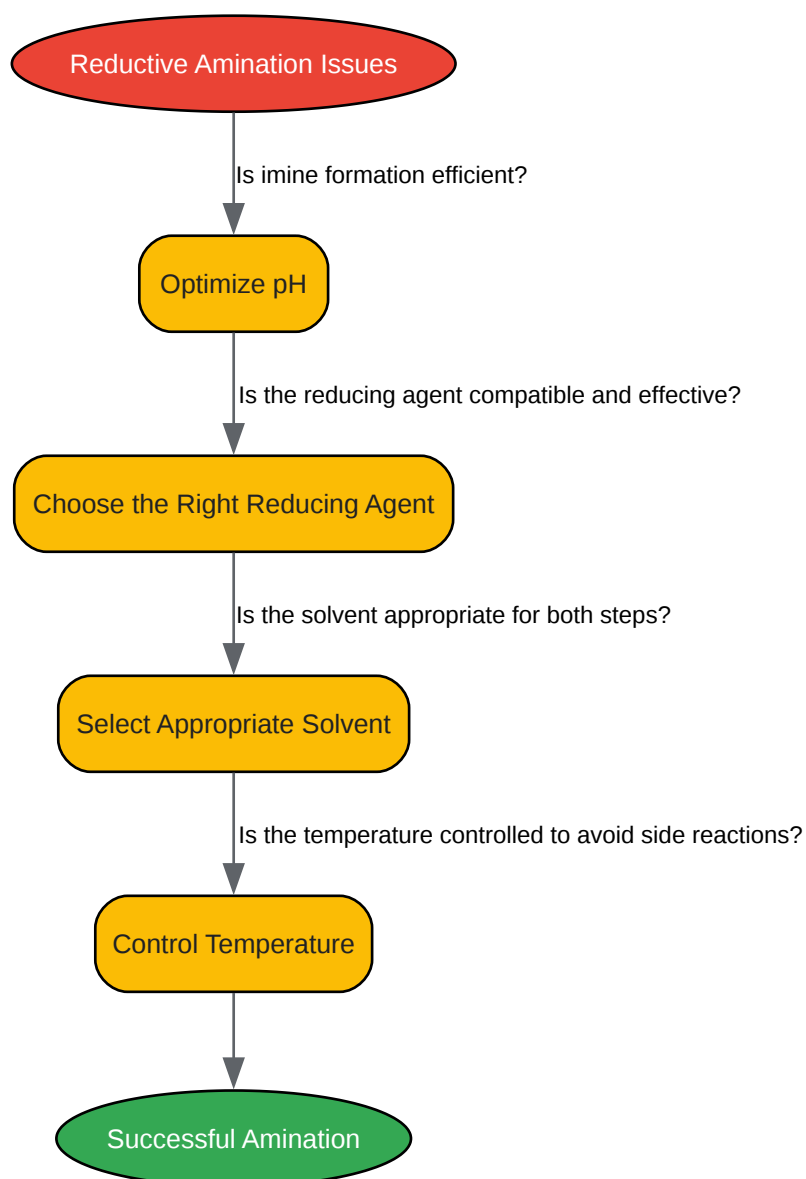 Reductive Amination Issues
Is imine formation efficient?
Optimize pH
Is the reducing agent compatible and effective?
Choose the Right Reducing Agent
Is the solvent appropriate for both steps?
Select Appropriate Solvent
Is the temperature controlled to avoid side reactions?
Control Temperature
Successful Amination